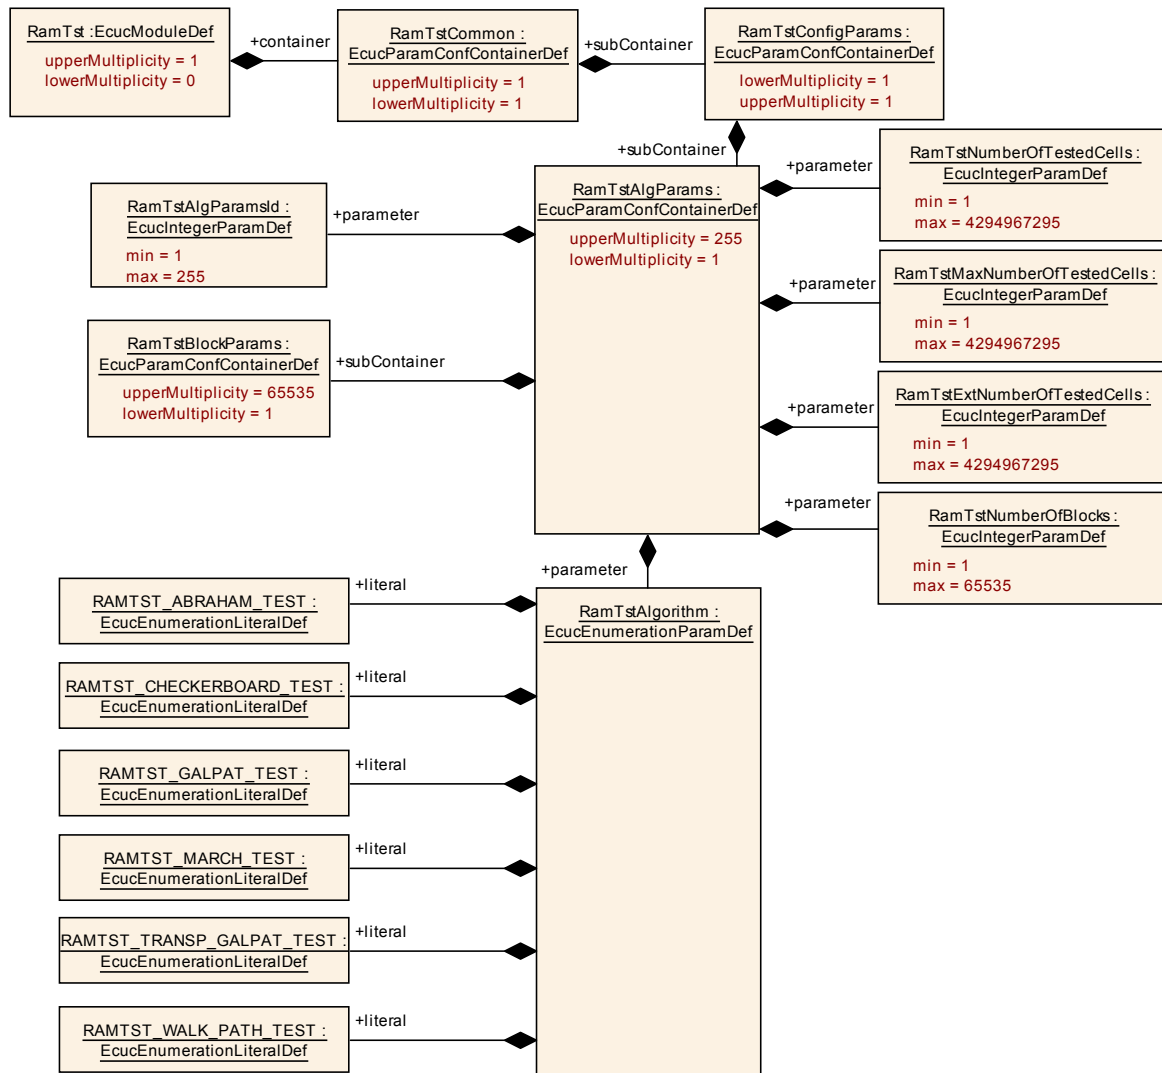 RamTst :EcucModuleDef
upperMultiplicity = 1
lowerMultiplicity = 0
+container
RamTstCommon :
EcucParamConfContainerDef
upperMultiplicity = 1
lowerMultiplicity = 1
+subContainer
RamTstConfigParams :
EcucParamConfContainerDef
lowerMultiplicity = 1
upperMultiplicity = 1
+subContainer
RamTstAlgParams :
EcucParamConfContainerDef
upperMultiplicity = 255
lowerMultiplicity = 1
RamTstAlgParamsId :
EcucIntegerParamDef
min = 1
max = 255
+parameter
RamTstBlockParams :
EcucParamConfContainerDef
upperMultiplicity = 65535
lowerMultiplicity = 1
+subContainer
+parameter
RamTstNumberOfTestedCells :
EcucIntegerParamDef
min = 1
max = 4294967295
+parameter
RamTstMaxNumberOfTestedCells :
EcucIntegerParamDef
min = 1
max = 4294967295
+parameter
RamTstExtNumberOfTestedCells :
EcucIntegerParamDef
min = 1
max = 4294967295
+parameter
RamTstNumberOfBlocks :
EcucIntegerParamDef
min = 1
max = 65535
+parameter
RamTstAlgorithm :
EcucEnumerationParamDef
RAMTST_ABRAHAM_TEST :
EcucEnumerationLiteralDef
+literal
RAMTST_CHECKERBOARD_TEST :
EcucEnumerationLiteralDef
+literal
RAMTST_GALPAT_TEST :
EcucEnumerationLiteralDef
+literal
RAMTST_MARCH_TEST :
EcucEnumerationLiteralDef
+literal
RAMTST_TRANSP_GALPAT_TEST :
EcucEnumerationLiteralDef
+literal
RAMTST_WALK_PATH_TEST :
EcucEnumerationLiteralDef
+literal